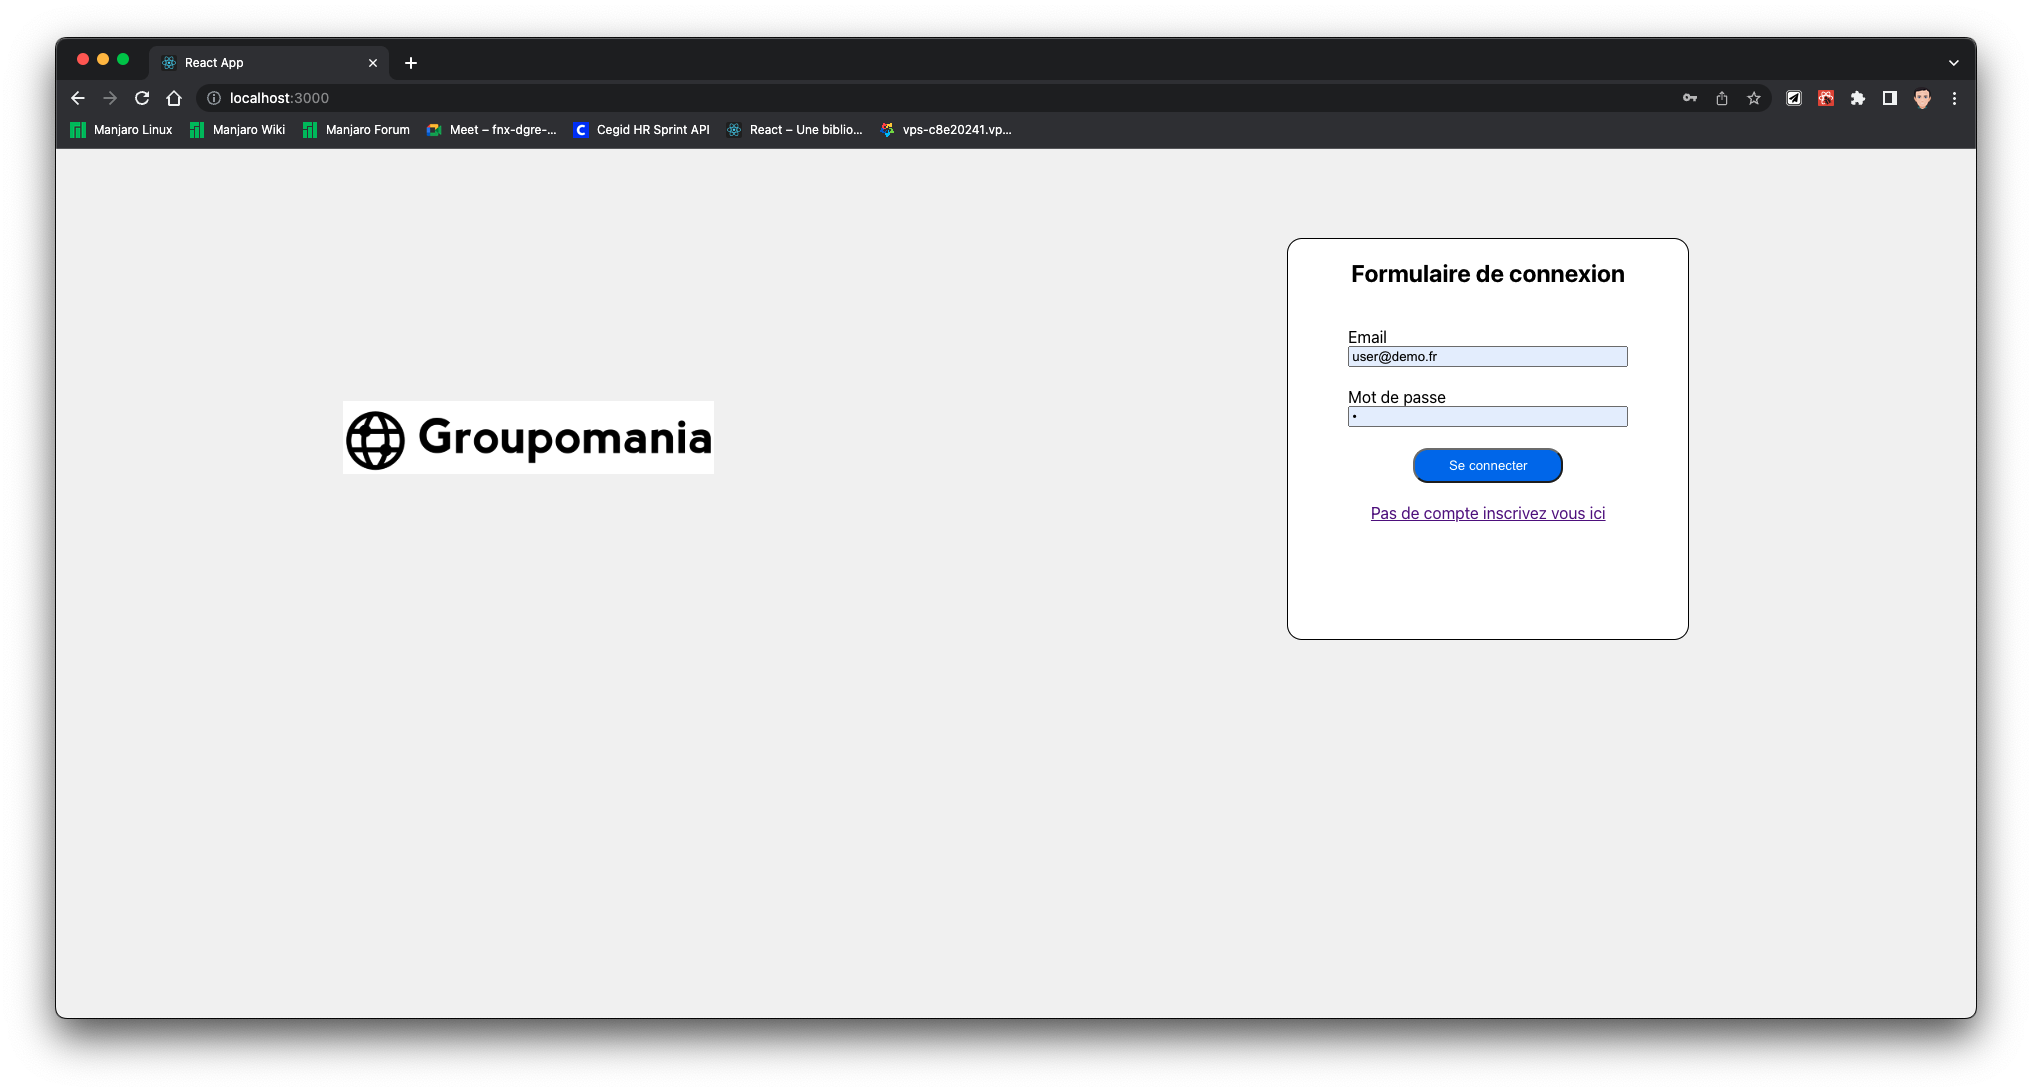 React App
localhost:3000
Manjaro Linux Manjaro Wiki Manjaro Forum Meet – fnx-dgre-... Cegid HR Sprint API React – Une biblio... vps-c8e20241.vp...
Groupomania
Formulaire de connexion
Email
user@demo.fr
Mot de passe
•
Se connecter
Pas de compte inscrivez vous ici